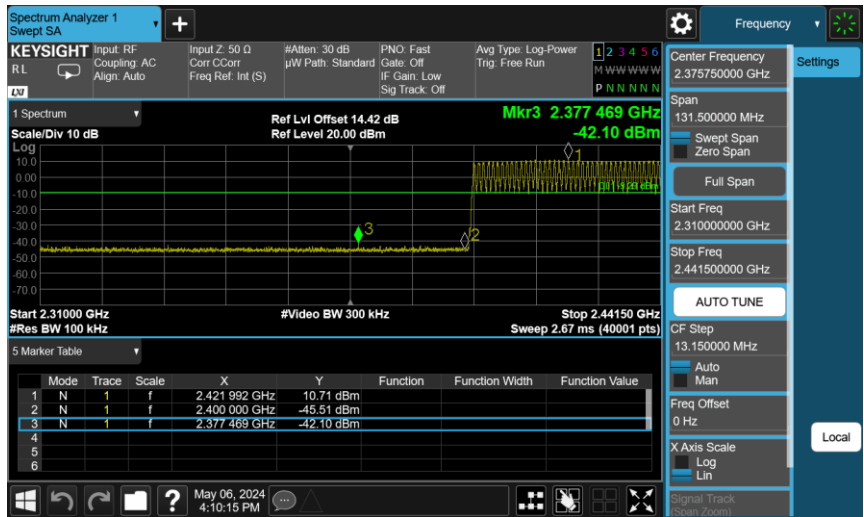 Spectrum Analyzer 1
Swept SA
+
Frequency
KEYSIGHT
R L
LXI
Input: RF
Coupling: AC
Align: Auto
Input Z: 50 Ω
Corr CCorr
Freq Ref: Int (S)
#Atten: 30 dB
µW Path: Standard
PNO: Fast
Gate: Off
IF Gain: Low
Sig Track: Off
Avg Type: Log-Power
Trig: Free Run
1 2 3 4 5 6
M W W W W W
P N N N N N
1 Spectrum
Scale/Div 10 dB
Ref Lvl Offset 14.42 dB
Ref Level 20.00 dBm
Mkr3 2.377 469 GHz
-42.10 dBm
Log
10.0
0.00
-10.0
-20.0
-30.0
-40.0
-50.0
-60.0
-70.0
1
2
3
Start 2.31000 GHz
#Res BW 100 kHz
#Video BW 300 kHz
Stop 2.44150 GHz
Sweep 2.67 ms (40001 pts)
5 Marker Table
Mode Trace Scale X Y Function Function Width Function Value
1 N 1 f 2.421 992 GHz 10.71 dBm
2 N 1 f 2.400 000 GHz -45.51 dBm
3 N 1 f 2.377 469 GHz -42.10 dBm
4
5
6
?
May 06, 2024
4:10:15 PM
Center Frequency
2.375750000 GHz
Span
131.500000 MHz
Swept Span
Zero Span
Full Span
Start Freq
2.310000000 GHz
Stop Freq
2.441500000 GHz
AUTO TUNE
CF Step
13.150000 MHz
Auto
Man
Freq Offset
0 Hz
X Axis Scale
Log
Lin
Signal Track
(Span Zoom)
Settings
Local